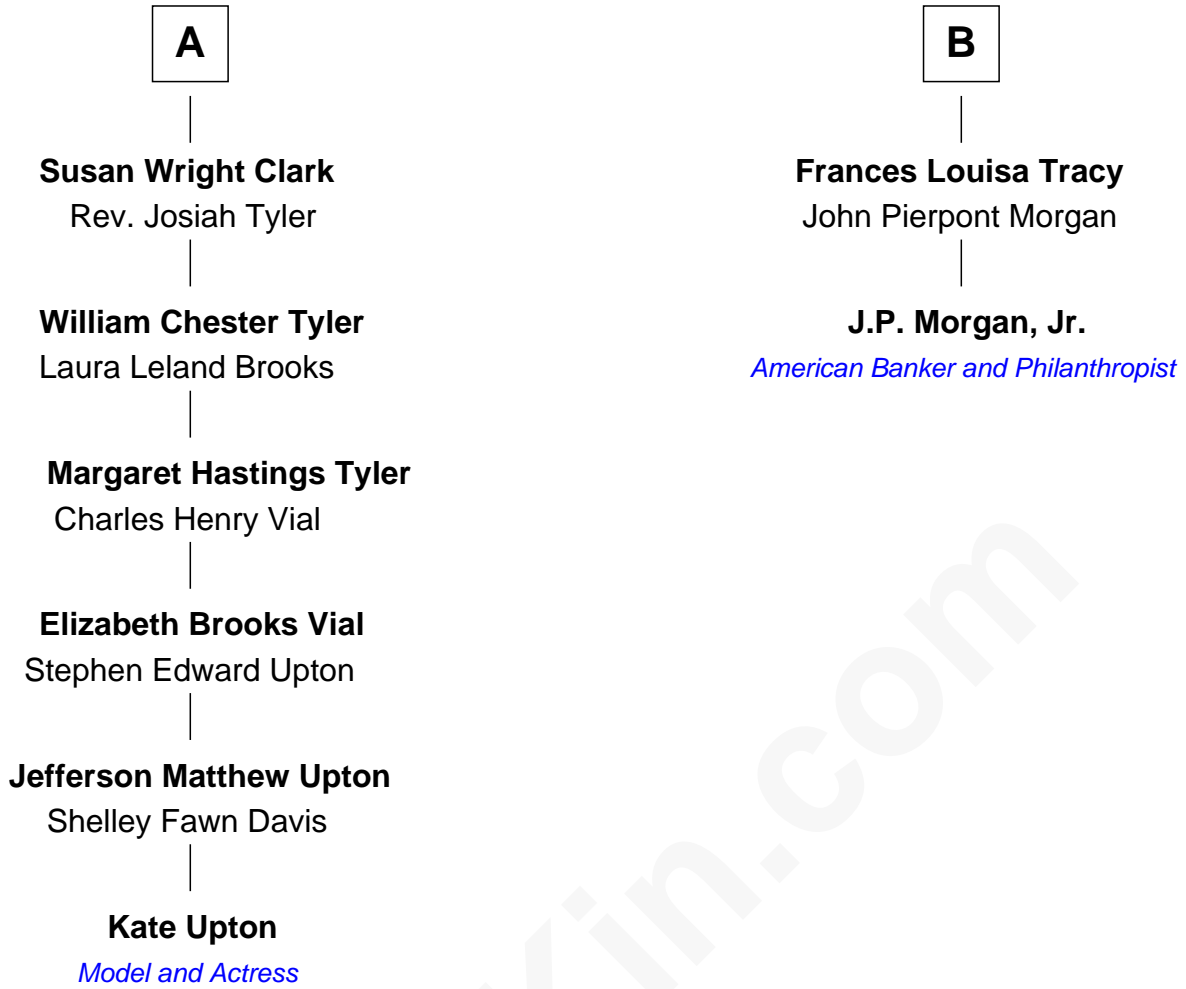 A
Susan Wright Clark
Rev. Josiah Tyler
William Chester Tyler
Laura Leland Brooks
Margaret Hastings Tyler
Charles Henry Vial
Elizabeth Brooks Vial
Stephen Edward Upton
Jefferson Matthew Upton
Shelley Fawn Davis
Kate Upton
Model and Actress
B
Frances Louisa Tracy
John Pierpont Morgan
J.P. Morgan, Jr.
American Banker and Philanthropist
Kin.com